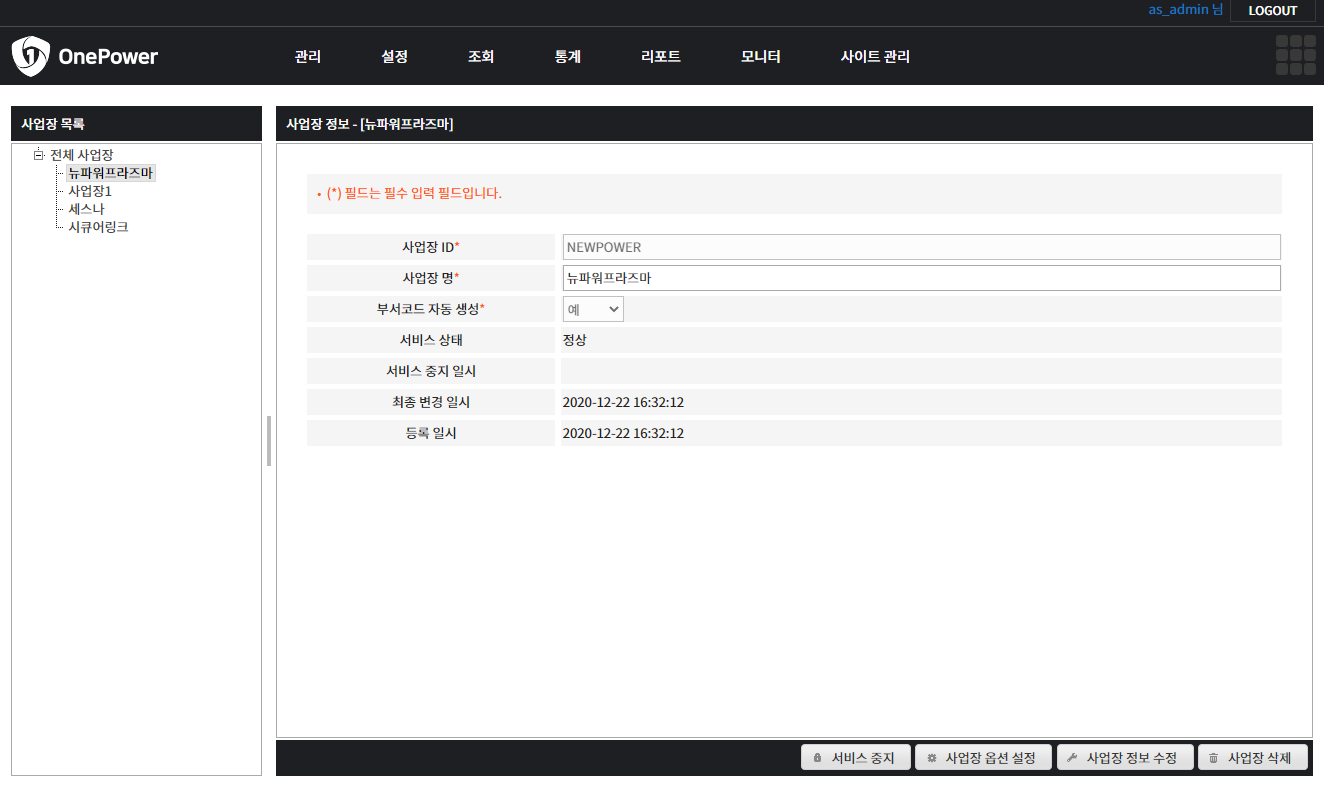 as_admin 님 LOGOUT
OnePower 관리 설정 조회 통계 리포트 모니터 사이트 관리
사업장 목록
전체 사업장
뉴파워프라즈마
사업장1
세스나
시큐어링크
사업장 정보 - [뉴파워프라즈마]
• (*) 필드는 필수 입력 필드입니다.
사업장 ID* NEWPOWER
사업장 명* 뉴파워프라즈마
부서코드 자동 생성* 예
서비스 상태 정상
서비스 중지 일시
최종 변경 일시 2020-12-22 16:32:12
등록 일시 2020-12-22 16:32:12
서비스 중지 사업장 옵션 설정 사업장 정보 수정 사업장 삭제